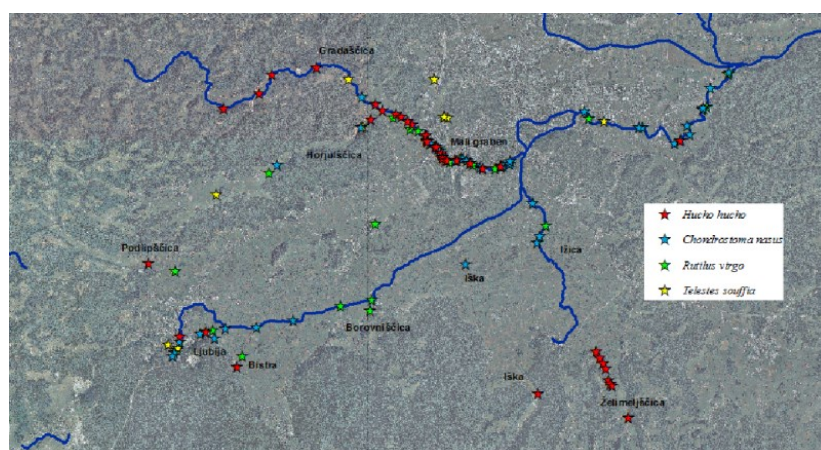 Gradaščica
Mali graben
Horjulščica
Hucho hucho
Chondrostoma nasus
Rutilus virgo
Telestes souffia
Podlipščica
Ižica
Iška
Borovniščica
Ljubija
Bistra
Iška
Želimeljščica